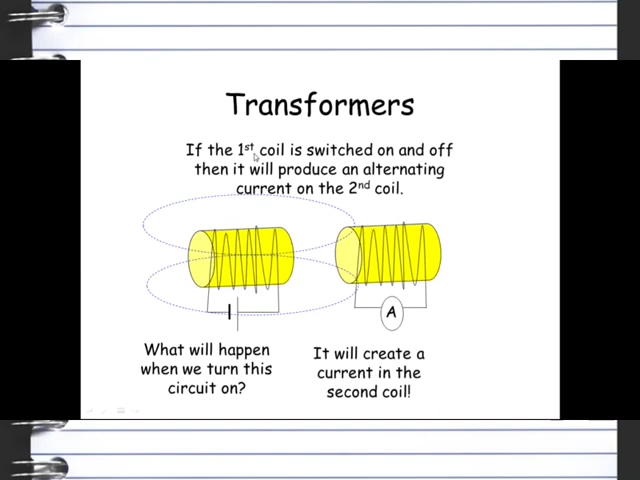 Transformers
If the 1st coil is switched on and off
then it will produce an alternating
current on the 2nd coil.
A
What will happen
when we turn this
circuit on?
It will create a
current in the
second coil!